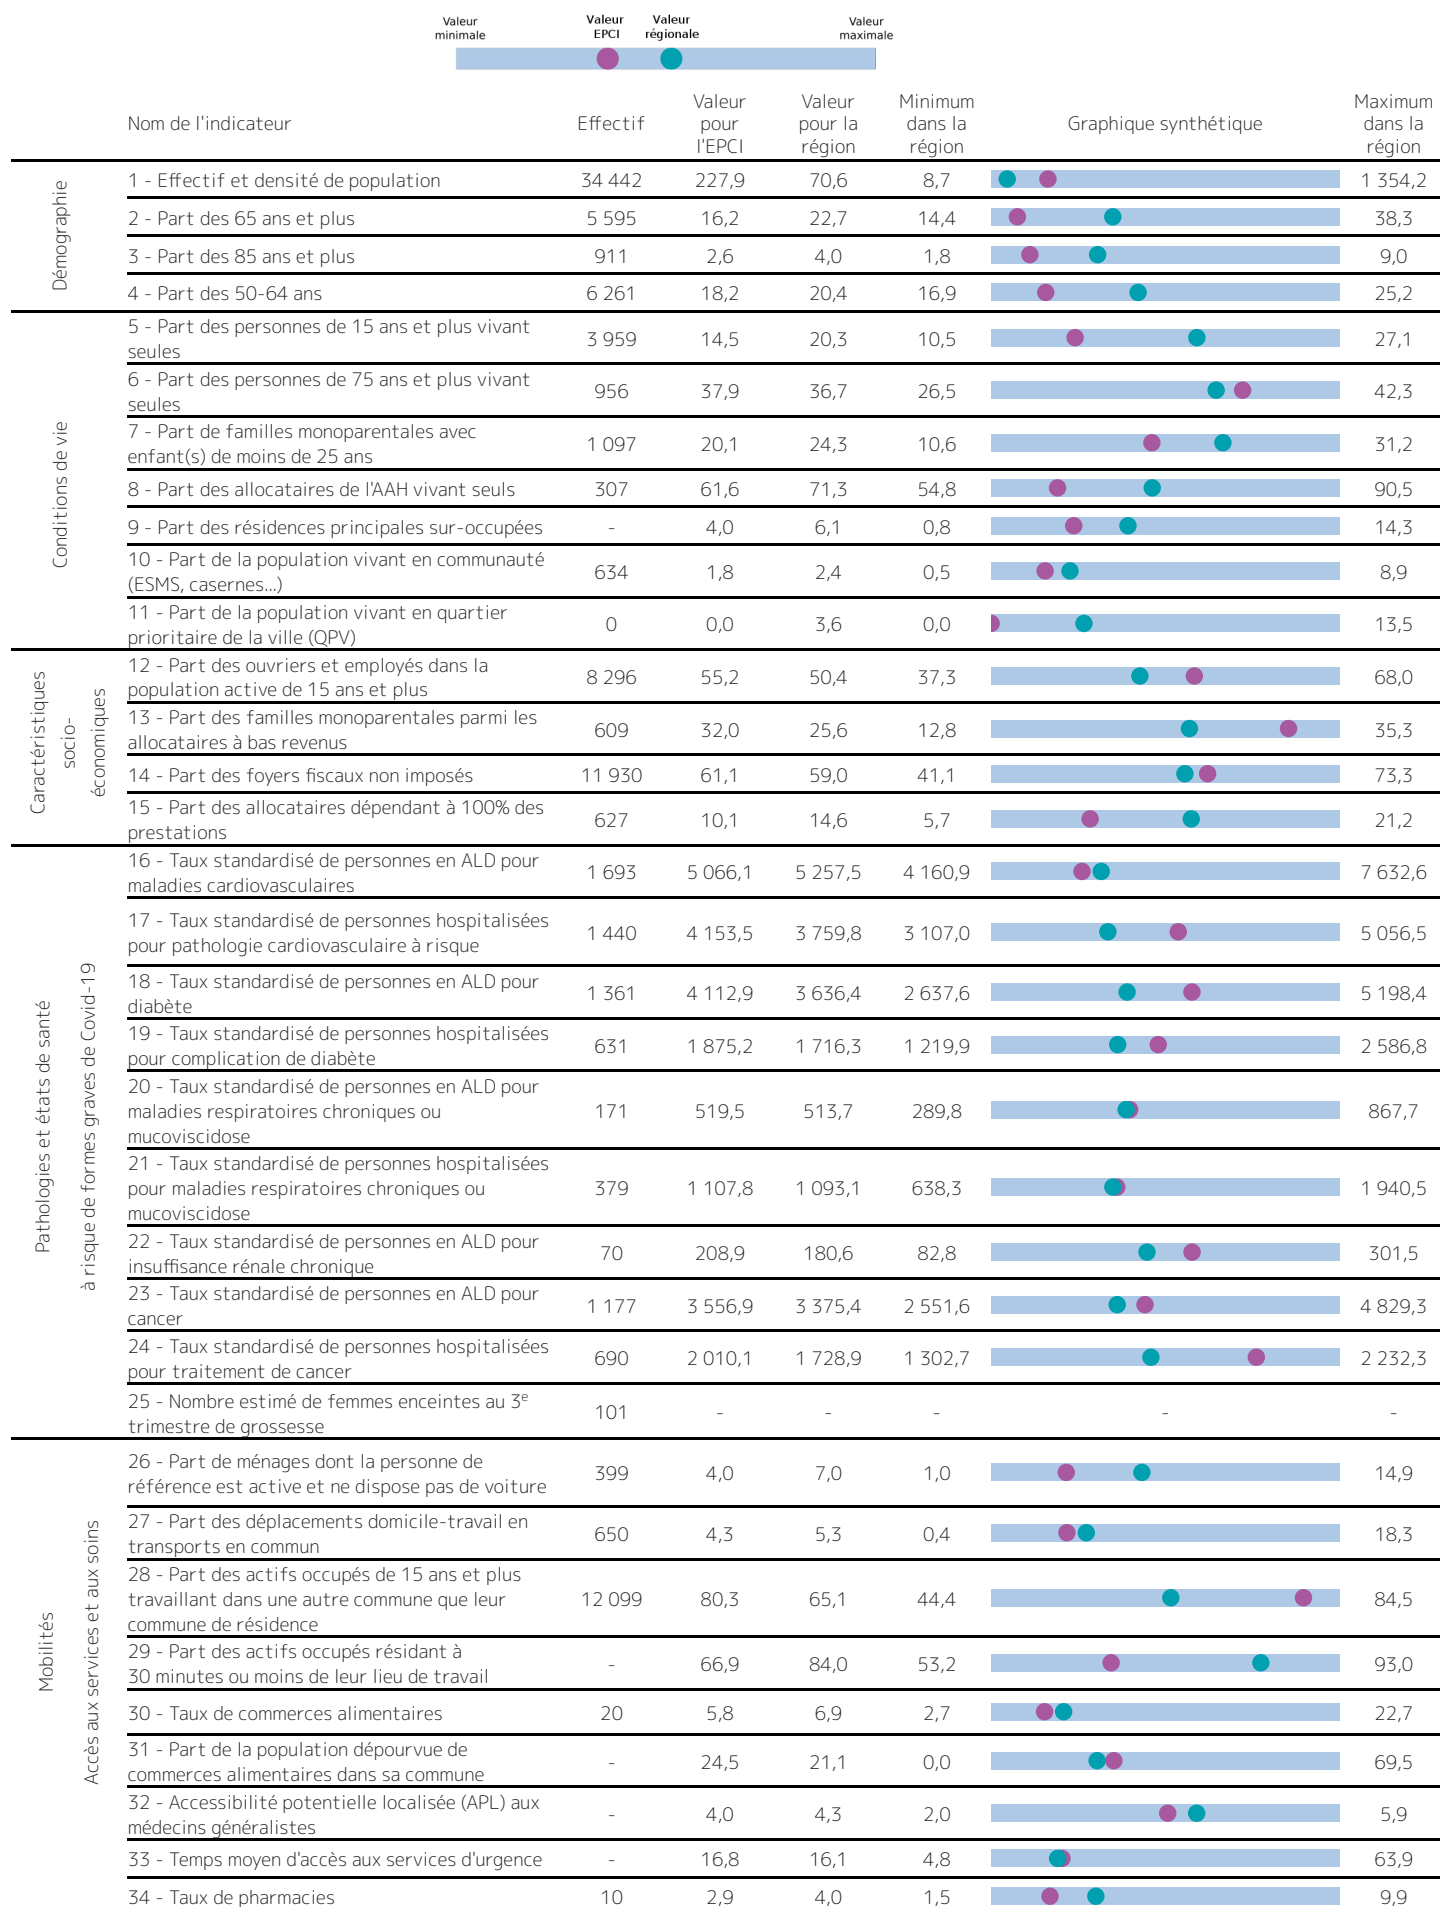 Valeur minimale
Valeur EPCI
Valeur régionale
Valeur maximale
Nom de l'indicateur
Effectif
Valeur pour l'EPCI
Valeur pour la région
Minimum dans la région
Graphique synthétique
Maximum dans la région
Démographie
1 - Effectif et densité de population 34 442 227,9 70,6 8,7 1 354,2
2 - Part des 65 ans et plus 5 595 16,2 22,7 14,4 38,3
3 - Part des 85 ans et plus 911 2,6 4,0 1,8 9,0
4 - Part des 50-64 ans 6 261 18,2 20,4 16,9 25,2
Conditions de vie
5 - Part des personnes de 15 ans et plus vivant
seules 3 959 14,5 20,3 10,5 27,1
6 - Part des personnes de 75 ans et plus vivant
seules 956 37,9 36,7 26,5 42,3
7 - Part de familles monoparentales avec
enfant(s) de moins de 25 ans 1 097 20,1 24,3 10,6 31,2
8 - Part des allocataires de l'AAH vivant seuls 307 61,6 71,3 54,8 90,5
9 - Part des résidences principales sur-occupées - 4,0 6,1 0,8 14,3
10 - Part de la population vivant en communauté
(ESMS, casernes...) 634 1,8 2,4 0,5 8,9
11 - Part de la population vivant en quartier
prioritaire de la ville (QPV) 0 0,0 3,6 0,0 13,5
Caractéristiques
socio-
économiques
12 - Part des ouvriers et employés dans la
population active de 15 ans et plus 8 296 55,2 50,4 37,3 68,0
13 - Part des familles monoparentales parmi les
allocataires à bas revenus 609 32,0 25,6 12,8 35,3
14 - Part des foyers fiscaux non imposés 11 930 61,1 59,0 41,1 73,3
15 - Part des allocataires dépendant à 100% des
prestations 627 10,1 14,6 5,7 21,2
Pathologies et états de santé
à risque de formes graves de Covid-19
16 - Taux standardisé de personnes en ALD pour
maladies cardiovasculaires 1 693 5 066,1 5 257,5 4 160,9 7 632,6
17 - Taux standardisé de personnes hospitalisées
pour pathologie cardiovasculaire à risque 1 440 4 153,5 3 759,8 3 107,0 5 056,5
18 - Taux standardisé de personnes en ALD pour
diabète 1 361 4 112,9 3 636,4 2 637,6 5 198,4
19 - Taux standardisé de personnes hospitalisées
pour complication de diabète 631 1 875,2 1 716,3 1 219,9 2 586,8
20 - Taux standardisé de personnes en ALD pour
maladies respiratoires chroniques ou 171 519,5 513,7 289,8 867,7
mucoviscidose
21 - Taux standardisé de personnes hospitalisées
pour maladies respiratoires chroniques ou 379 1 107,8 1 093,1 638,3 1 940,5
mucoviscidose
22 - Taux standardisé de personnes en ALD pour
insuffisance rénale chronique 70 208,9 180,6 82,8 301,5
23 - Taux standardisé de personnes en ALD pour
cancer 1 177 3 556,9 3 375,4 2 551,6 4 829,3
24 - Taux standardisé de personnes hospitalisées
pour traitement de cancer 690 2 010,1 1 728,9 1 302,7 2 232,3
25 - Nombre estimé de femmes enceintes au 3e
trimestre de grossesse 101 - - - - -
Mobilités
Accès aux services et aux soins
26 - Part de ménages dont la personne de
référence est active et ne dispose pas de voiture 399 4,0 7,0 1,0 14,9
27 - Part des déplacements domicile-travail en
transports en commun 650 4,3 5,3 0,4 18,3
28 - Part des actifs occupés de 15 ans et plus
travaillant dans une autre commune que leur 12 099 80,3 65,1 44,4 84,5
commune de résidence
29 - Part des actifs occupés résidant à
30 minutes ou moins de leur lieu de travail - 66,9 84,0 53,2 93,0
30 - Taux de commerces alimentaires 20 5,8 6,9 2,7 22,7
31 - Part de la population dépourvue de
commerces alimentaires dans sa commune - 24,5 21,1 0,0 69,5
32 - Accessibilité potentielle localisée (APL) aux
médecins généralistes - 4,0 4,3 2,0 5,9
33 - Temps moyen d'accès aux services d'urgence - 16,8 16,1 4,8 63,9
34 - Taux de pharmacies 10 2,9 4,0 1,5 9,9